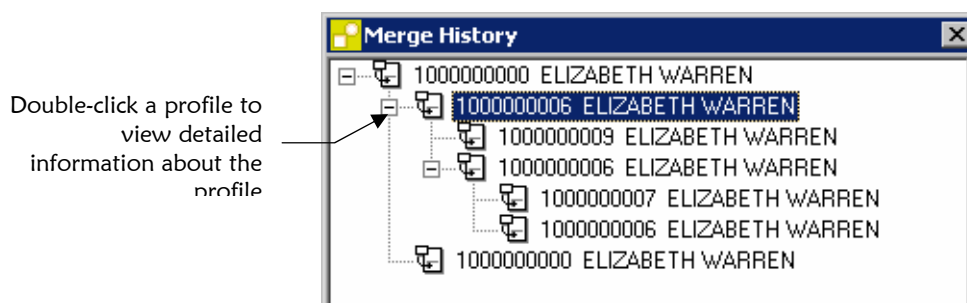 Merge History
1000000000 ELIZABETH WARREN
1000000006 ELIZABETH WARREN
1000000009 ELIZABETH WARREN
1000000006 ELIZABETH WARREN
1000000007 ELIZABETH WARREN
1000000006 ELIZABETH WARREN
1000000000 ELIZABETH WARREN
Double-click a profile to
view detailed
information about the
profile